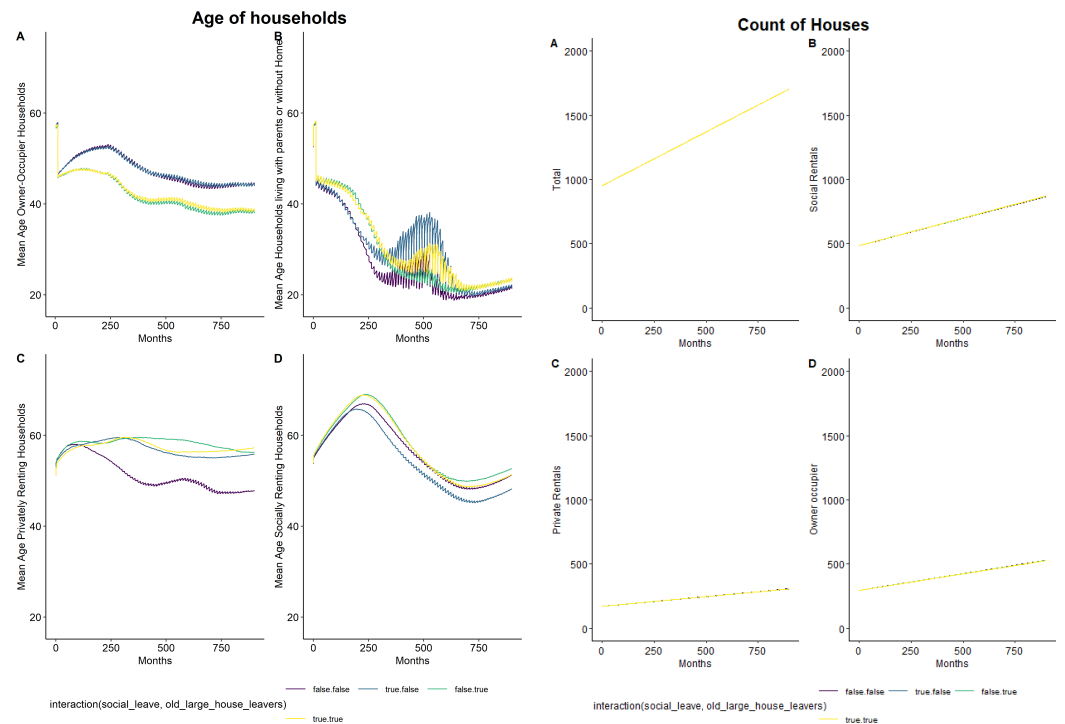 Age of households
A
Mean Age Owner-Occupier Households
60
40
20
0
250
500
750
Months
B
Mean Age Households living with parents or without Home
60
40
20
0
250
500
750
Months
C
Mean Age Privately Renting Households
60
40
20
0
250
500
750
Months
D
Mean Age Socially Renting Households
60
40
20
0
250
500
750
Months
interaction(social_leave, old_large_house_leavers)
false.false
true.false
false.true
true.true
Count of Houses
A
Total
2000
1500
1000
500
0
0
250
500
750
Months
B
Social Rentals
2000
1500
1000
500
0
0
250
500
750
Months
C
Private Rentals
2000
1500
1000
500
0
0
250
500
750
Months
D
Owner occupier
2000
1500
1000
500
0
0
250
500
750
Months
interaction(social_leave, old_large_house_leavers)
false.false
true.false
false.true
true.true